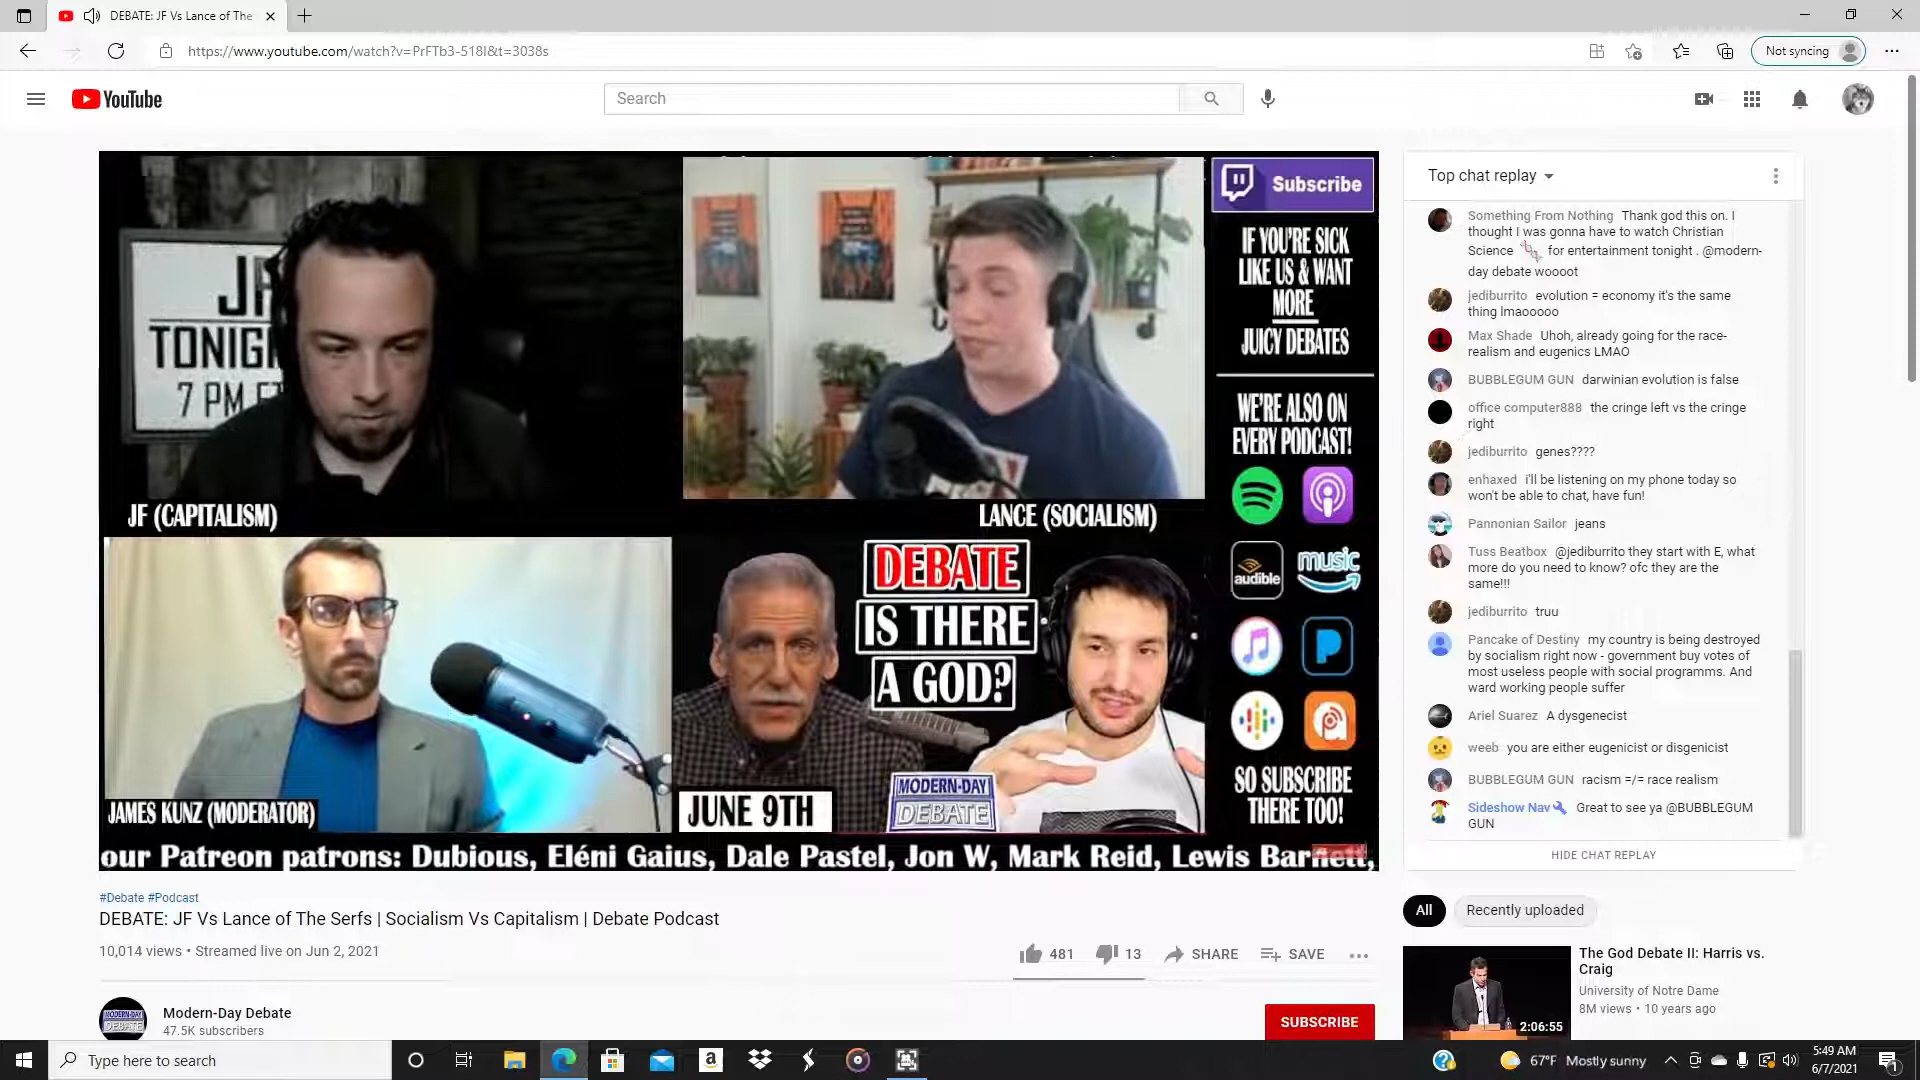 DEBATE: JF Vs Lance of The
https://www.youtube.com/watch?v=PrFTb3-518I&t=3038s
Not syncing
YouTube
Search
JF
TONIG
7 PM ET
Subscribe
IF YOU'RE SICK
LIKE US & WANT
MORE
JUICY DEBATES
WE'RE ALSO ON
EVERY PODCAST!
audible
music
SO SUBSCRIBE
THERE TOO!
JF (CAPITALISM)
LANCE (SOCIALISM)
DEBATE
IS THERE
A GOD?
JUNE 9TH
MODERN-DAY
DEBATE
JAMES KUNZ (MODERATOR)
our Patreon patrons: Dubious, Eléni Gaius, Dale Pastel, Jon W, Mark Reid, Lewis Barnett,
#Debate #Podcast
DEBATE: JF Vs Lance of The Serfs | Socialism Vs Capitalism | Debate Podcast
10,014 views • Streamed live on Jun 2, 2021
481
13
SHARE
SAVE
MODERN-DAY
DEBATE
Modern-Day Debate
47.5K subscribers
SUBSCRIBE
Top chat replay
Something From Nothing Thank god this on. I
thought I was gonna have to watch Christian
Science for entertainment tonight . @modern-
day debate woooot
jediburrito evolution = economy it's the same
thing lmaooooo
Max Shade Uhoh, already going for the race-
realism and eugenics LMAO
BUBBLEGUM GUN darwinian evolution is false
office computer888 the cringe left vs the cringe
right
jediburrito genes????
enhaxed i'll be listening on my phone today so
won't be able to chat, have fun!
Pannonian Sailor jeans
Tuss Beatbox @jediburrito they start with E, what
more do you need to know? ofc they are the
same!!!
jediburrito truu
Pancake of Destiny my country is being destroyed
by socialism right now - government buy votes of
most useless people with social programms. And
ward working people suffer
Ariel Suarez A dysgenecist
weeb you are either eugenicist or disgenicist
BUBBLEGUM GUN racism =/= race realism
Sideshow Nav Great to see ya @BUBBLEGUM
GUN
HIDE CHAT REPLAY
All
Recently uploaded
The God Debate II: Harris vs.
Craig
University of Notre Dame
8M views • 10 years ago
2:06:55
Type here to search
67°F Mostly sunny
5:49 AM
6/7/2021
1